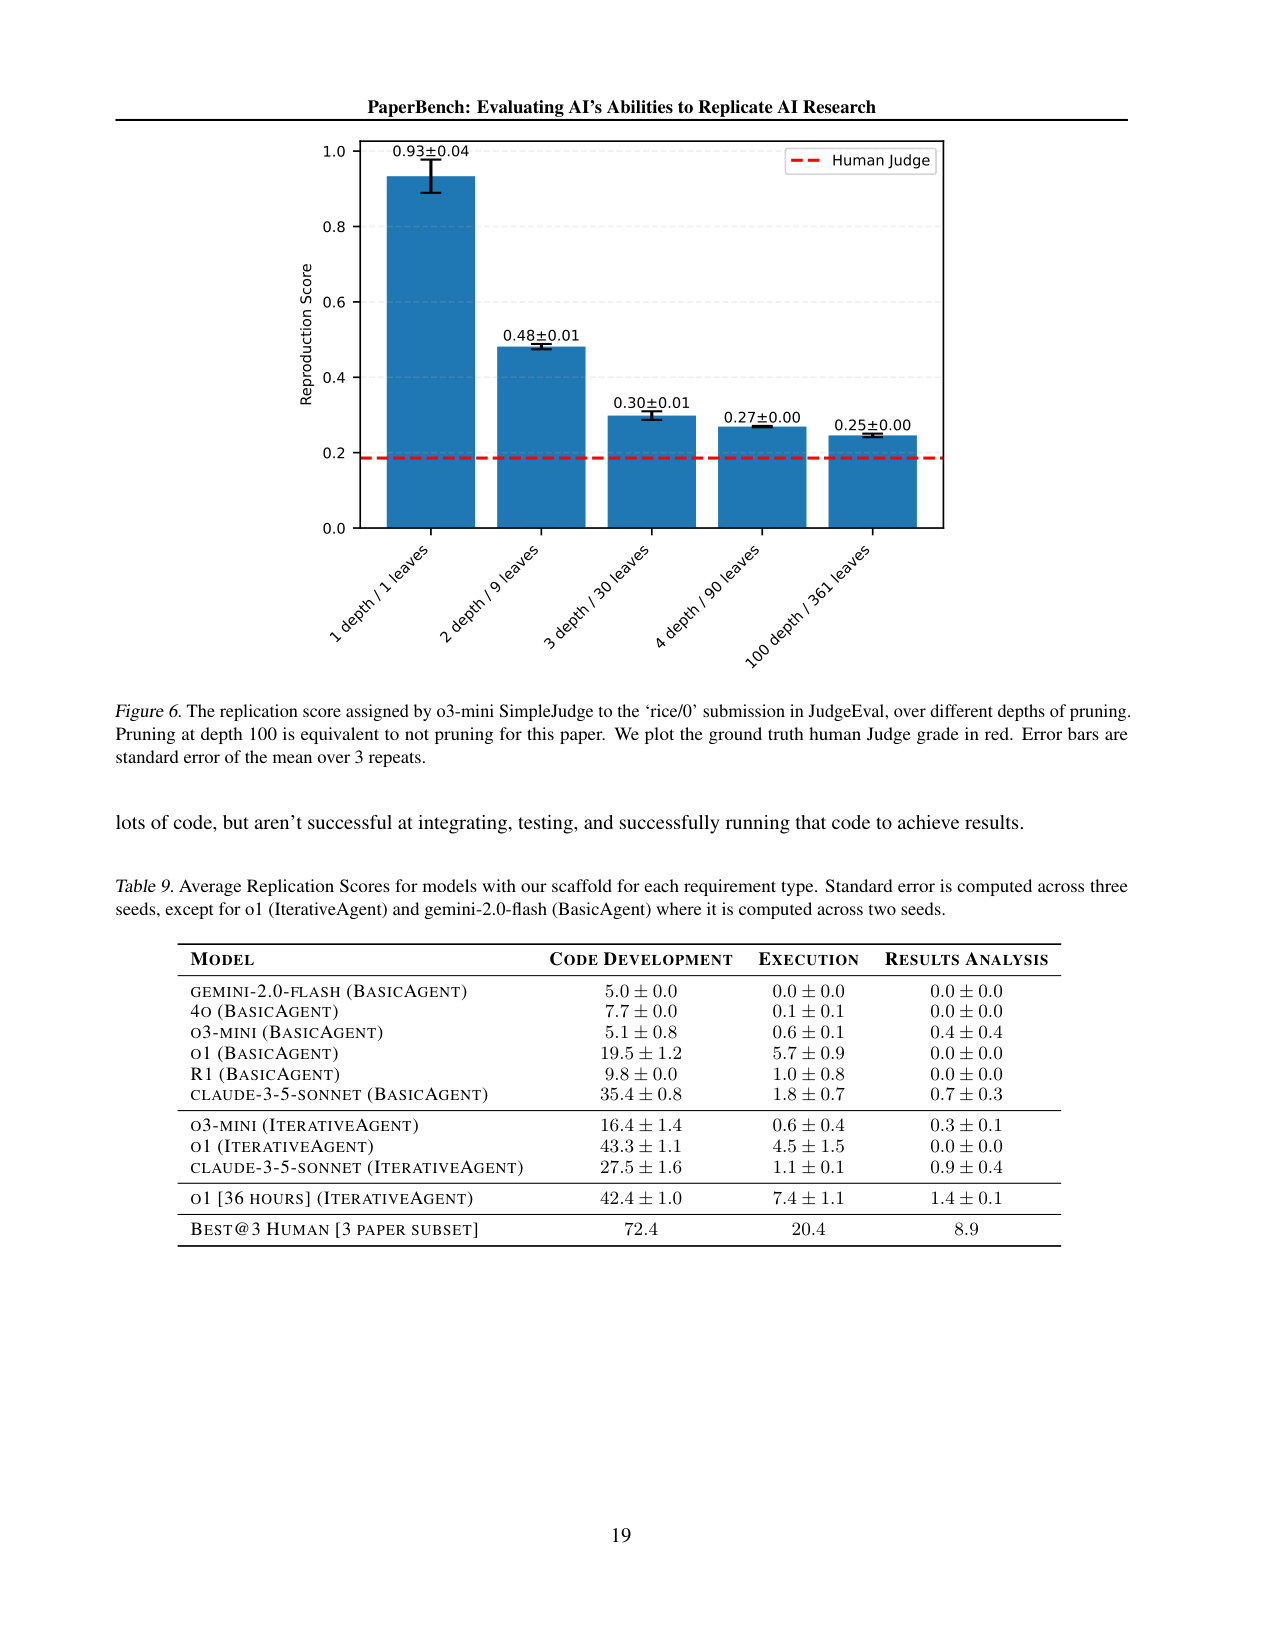 PaperBench: Evaluating AI's Abilities to Replicate AI Research
1.0
0.8
0.6
0.4
0.2
0.0
Reproduction Score
0.93±0.04
0.48±0.01
0.30±0.01
0.27±0.00
0.25±0.00
Human Judge
1 depth / 1 leaves
2 depth / 9 leaves
3 depth / 30 leaves
4 depth / 90 leaves
100 depth / 361 leaves
Figure 6. The replication score assigned by o3-mini SimpleJudge to the ‘rice/0’ submission in JudgeEval, over different depths of pruning.
Pruning at depth 100 is equivalent to not pruning for this paper. We plot the ground truth human Judge grade in red. Error bars are
standard error of the mean over 3 repeats.
lots of code, but aren't successful at integrating, testing, and successfully running that code to achieve results.
Table 9. Average Replication Scores for models with our scaffold for each requirement type. Standard error is computed across three
seeds, except for o1 (IterativeAgent) and gemini-2.0-flash (BasicAgent) where it is computed across two seeds.
MODEL CODE DEVELOPMENT EXECUTION RESULTS ANALYSIS
GEMINI-2.0-FLASH (BASICAGENT) 5.0 ± 0.0 0.0 ± 0.0 0.0 ± 0.0
4O (BASICAGENT) 7.7 ± 0.0 0.1 ± 0.1 0.0 ± 0.0
O3-MINI (BASICAGENT) 5.1 ± 0.8 0.6 ± 0.1 0.4 ± 0.4
O1 (BASICAGENT) 19.5 ± 1.2 5.7 ± 0.9 0.0 ± 0.0
R1 (BASICAGENT) 9.8 ± 0.0 1.0 ± 0.8 0.0 ± 0.0
CLAUDE-3-5-SONNET (BASICAGENT) 35.4 ± 0.8 1.8 ± 0.7 0.7 ± 0.3
O3-MINI (ITERATIVEAGENT) 16.4 ± 1.4 0.6 ± 0.4 0.3 ± 0.1
O1 (ITERATIVEAGENT) 43.3 ± 1.1 4.5 ± 1.5 0.0 ± 0.0
CLAUDE-3-5-SONNET (ITERATIVEAGENT) 27.5 ± 1.6 1.1 ± 0.1 0.9 ± 0.4
O1 [36 HOURS] (ITERATIVEAGENT) 42.4 ± 1.0 7.4 ± 1.1 1.4 ± 0.1
BEST@3 HUMAN [3 PAPER SUBSET] 72.4 20.4 8.9
19